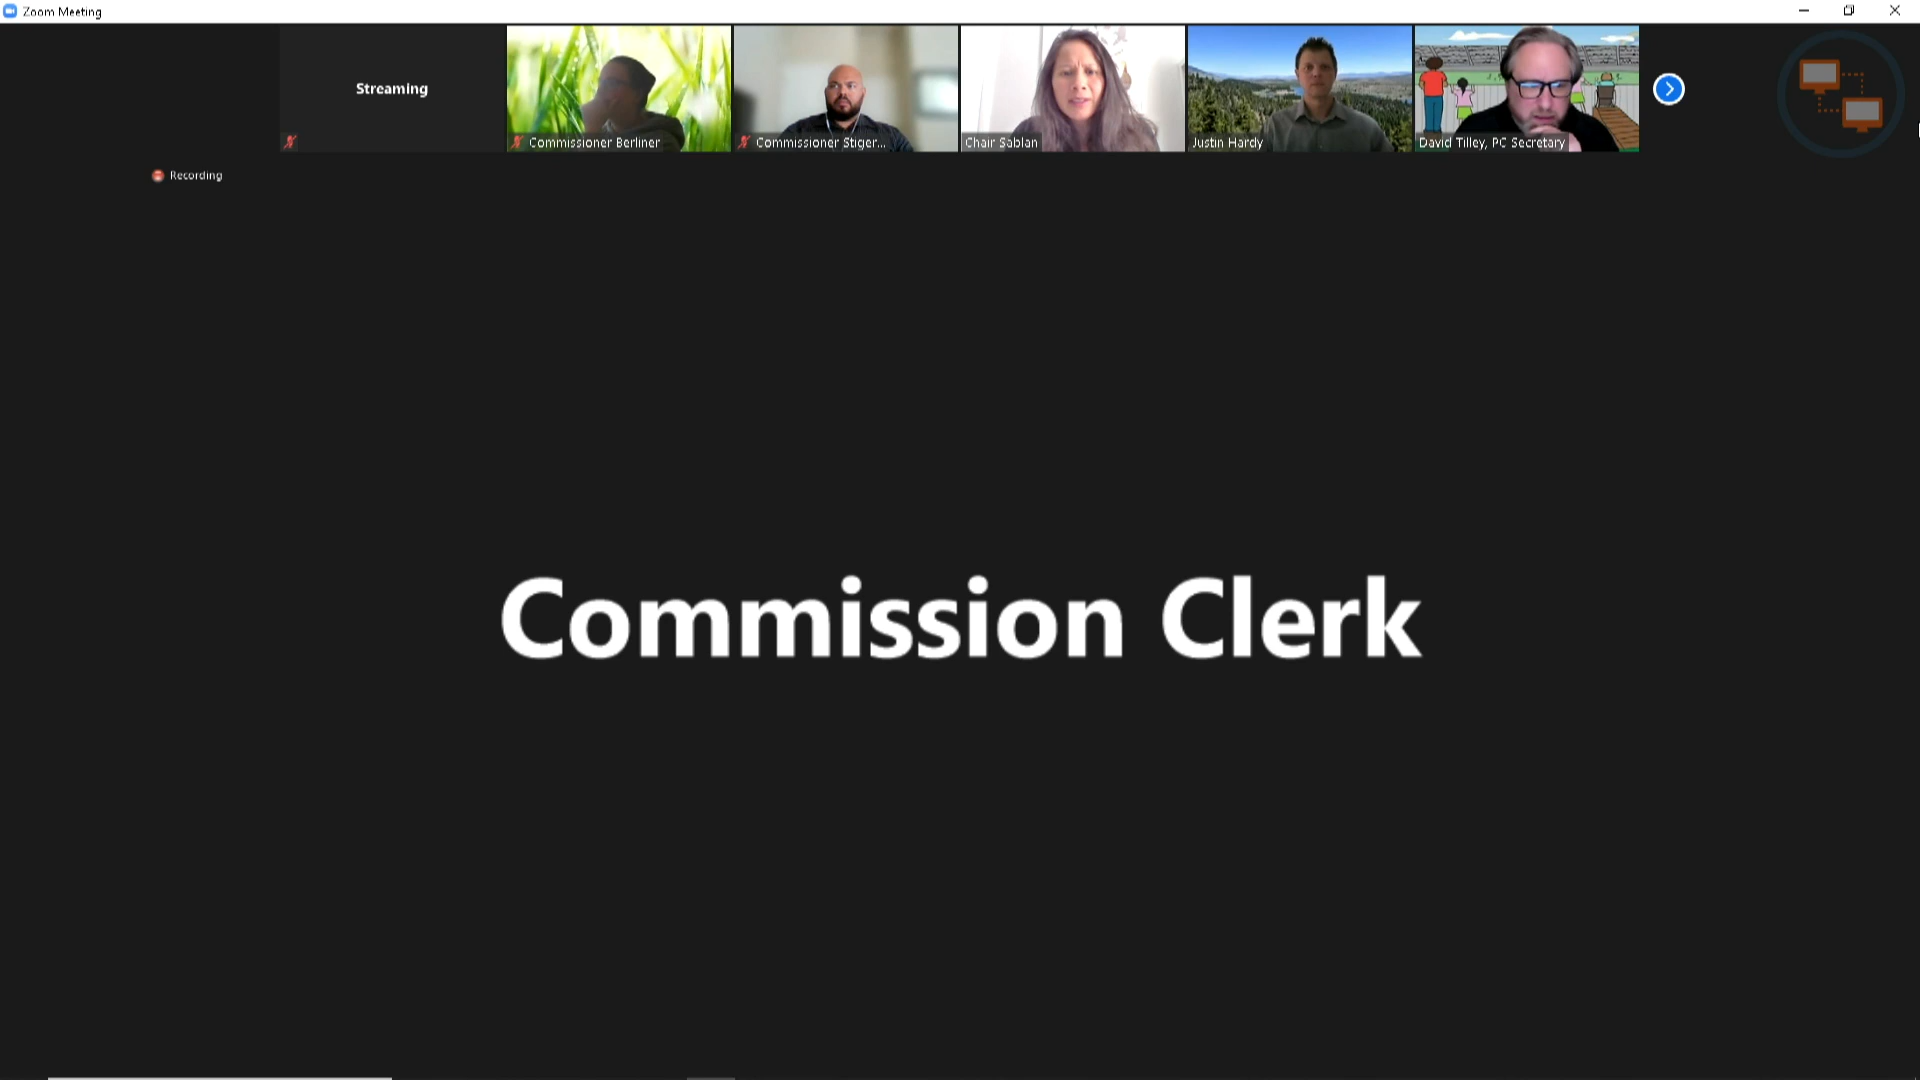 Zoom Meeting
Streaming
Commissioner Berliner
Commissioner Stiger...
Chair Sablan
Justin Hardy
David Tilley, PC Secretary
Recording
Commission Clerk